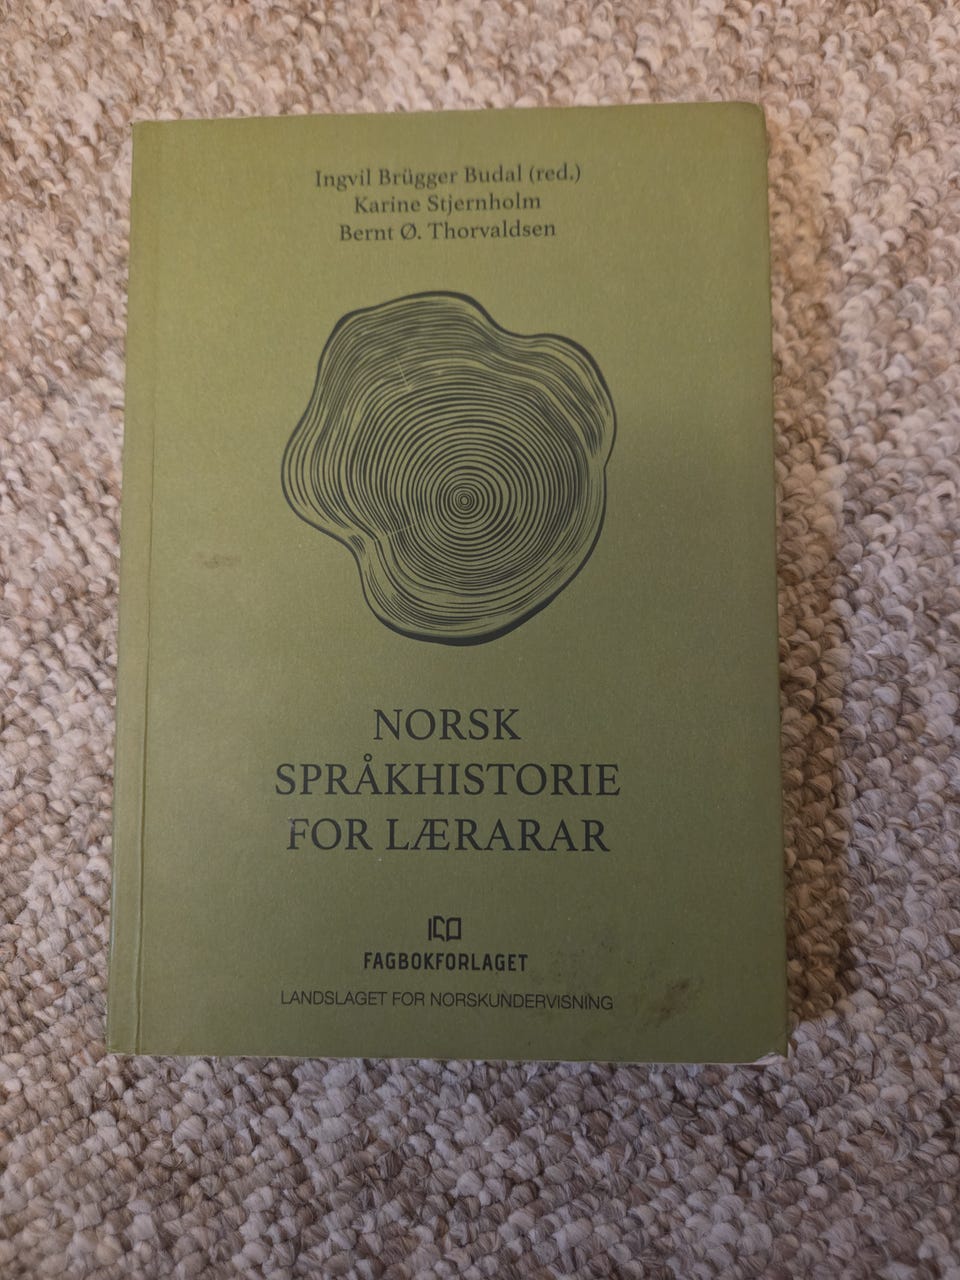 Ingvil Brügger Budal (red.)
Karine Stjernholm
Bernt Ø. Thorvaldsen
NORSK
SPRÅKHISTORIE
FOR LÆRARAR
FAGBOKFORLAGET
LANDSLAGET FOR NORSKUNDERVISNING